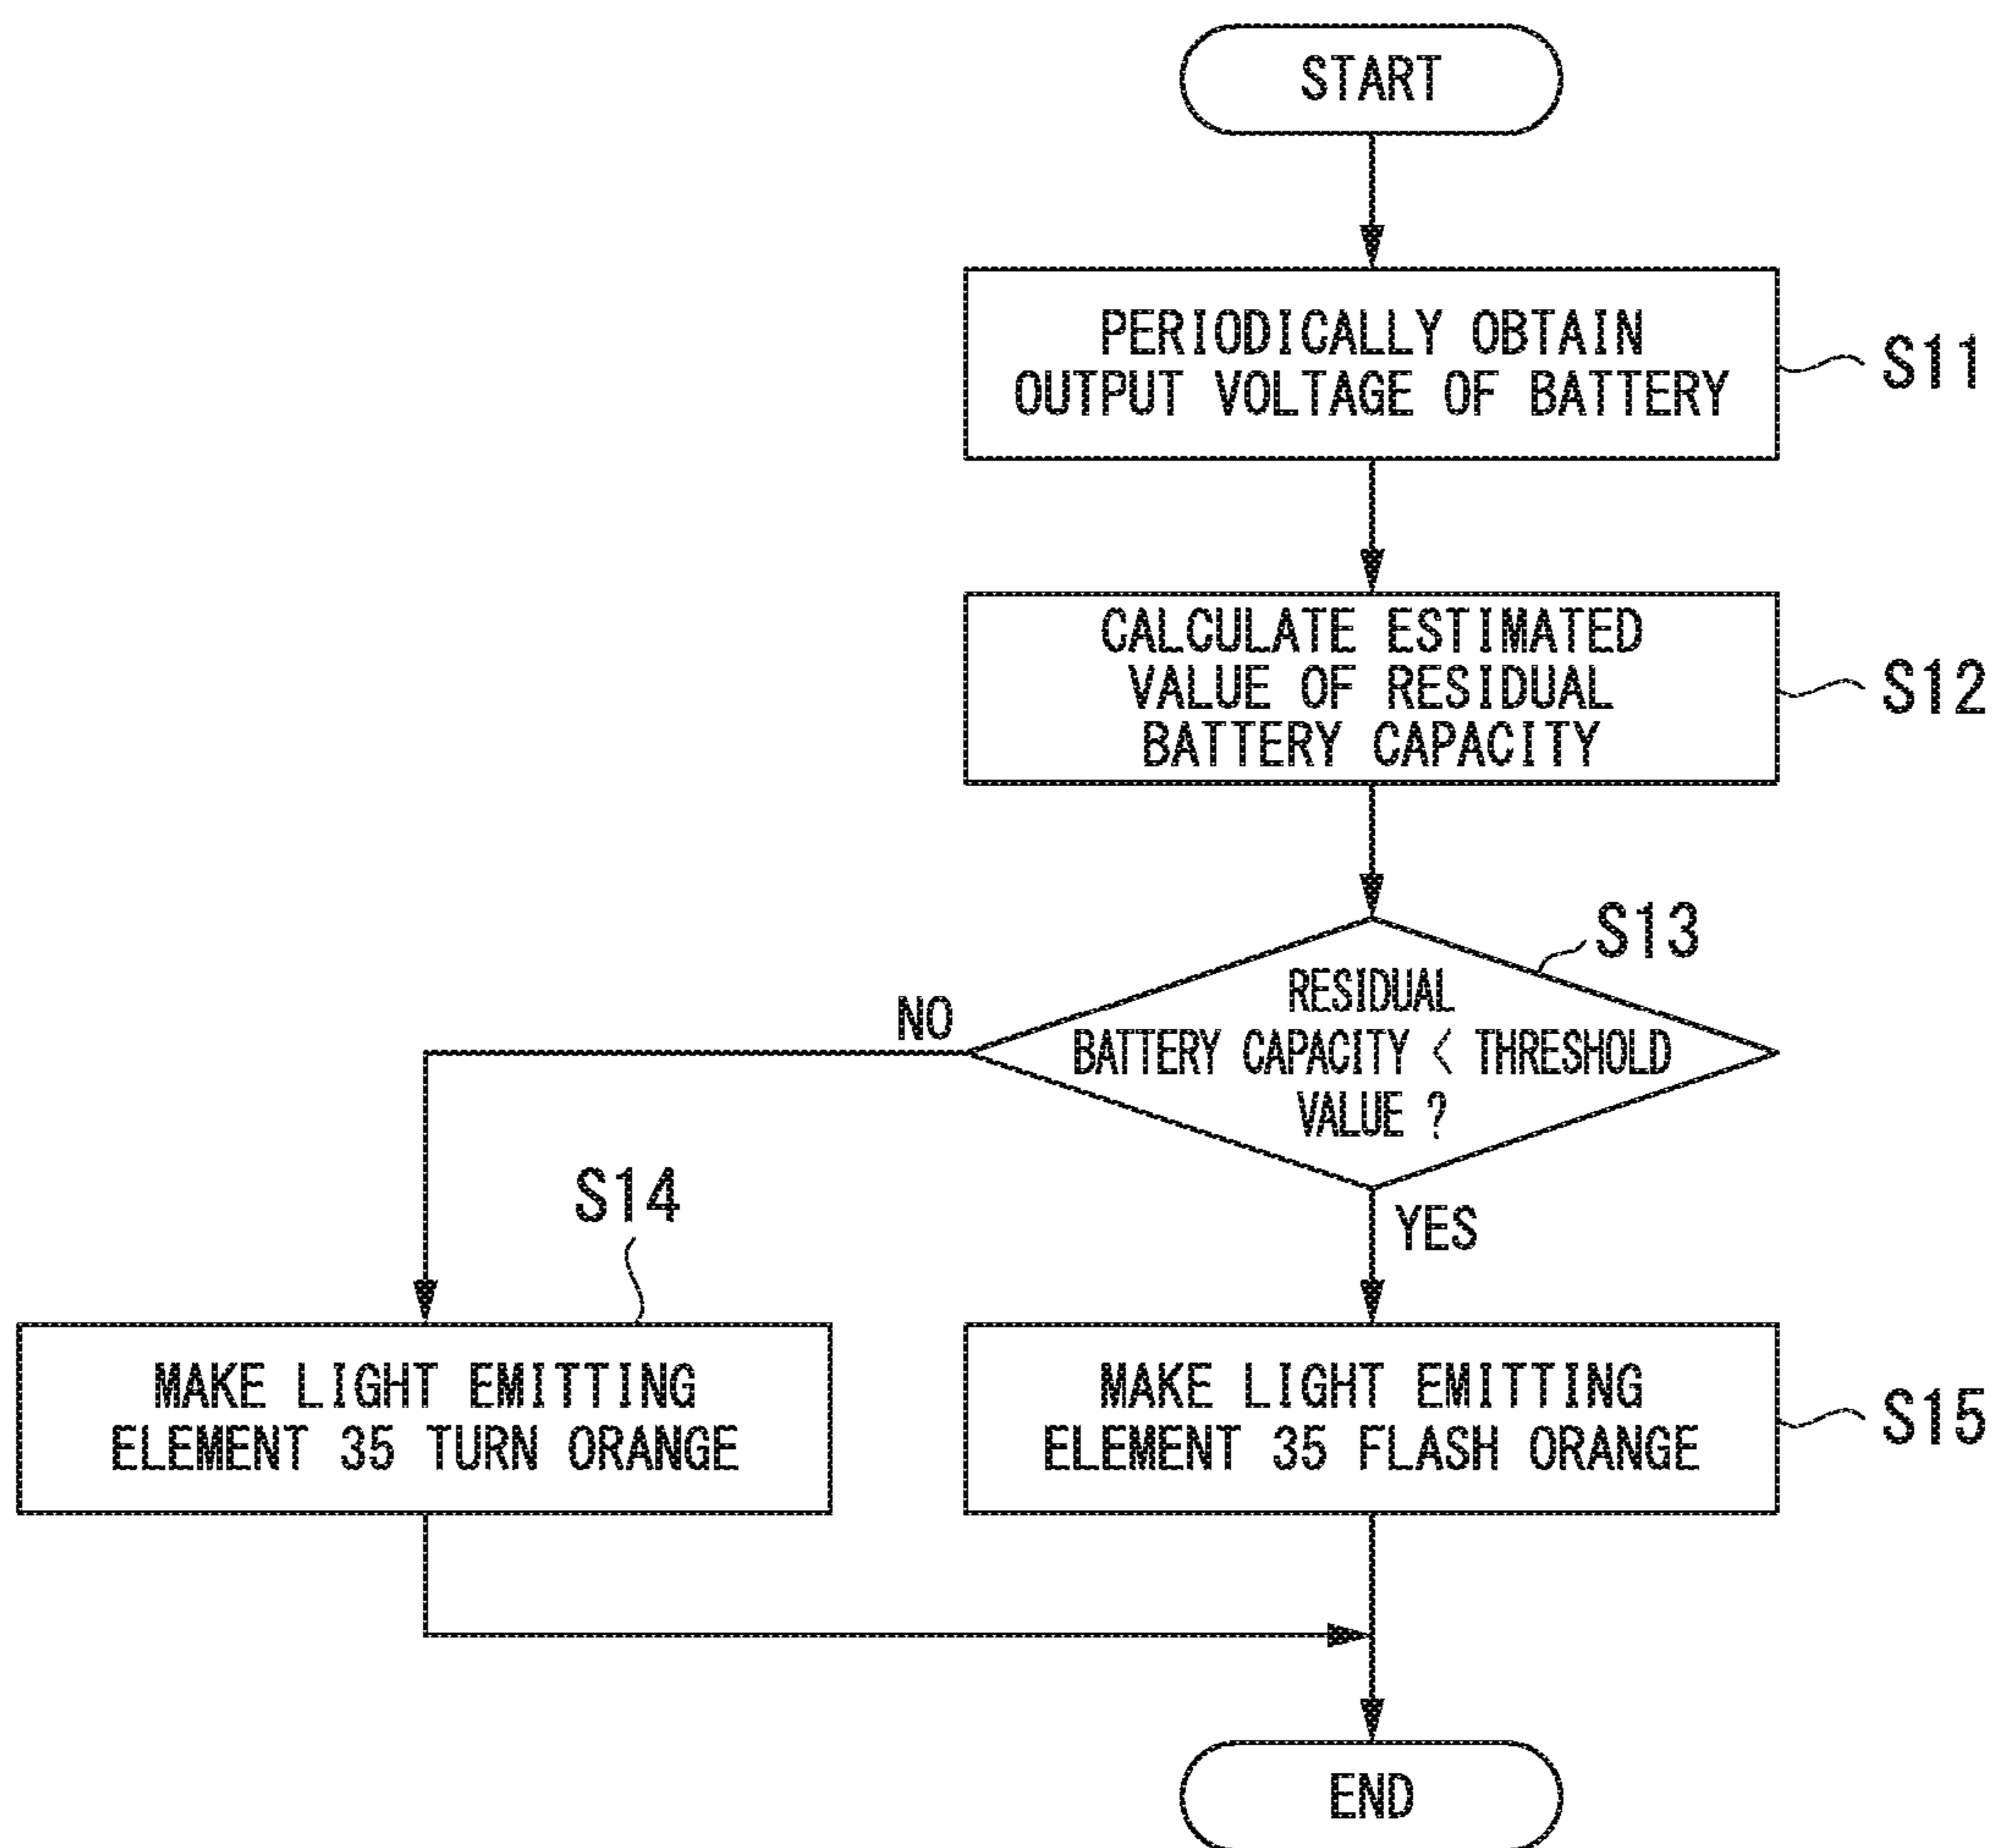 START
PERIODICALLY OBTAIN
OUTPUT VOLTAGE OF BATTERY
S11
CALCULATE ESTIMATED
VALUE OF RESIDUAL
BATTERY CAPACITY
S12
S13
RESIDUAL
BATTERY CAPACITY < THRESHOLD
VALUE ?
NO
YES
S14
MAKE LIGHT EMITTING
ELEMENT 35 TURN ORANGE
MAKE LIGHT EMITTING
ELEMENT 35 FLASH ORANGE
S15
END